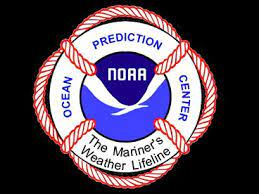 OCEAN PREDICTION CENTER
NOAA
The Mariner's
Weather Lifeline